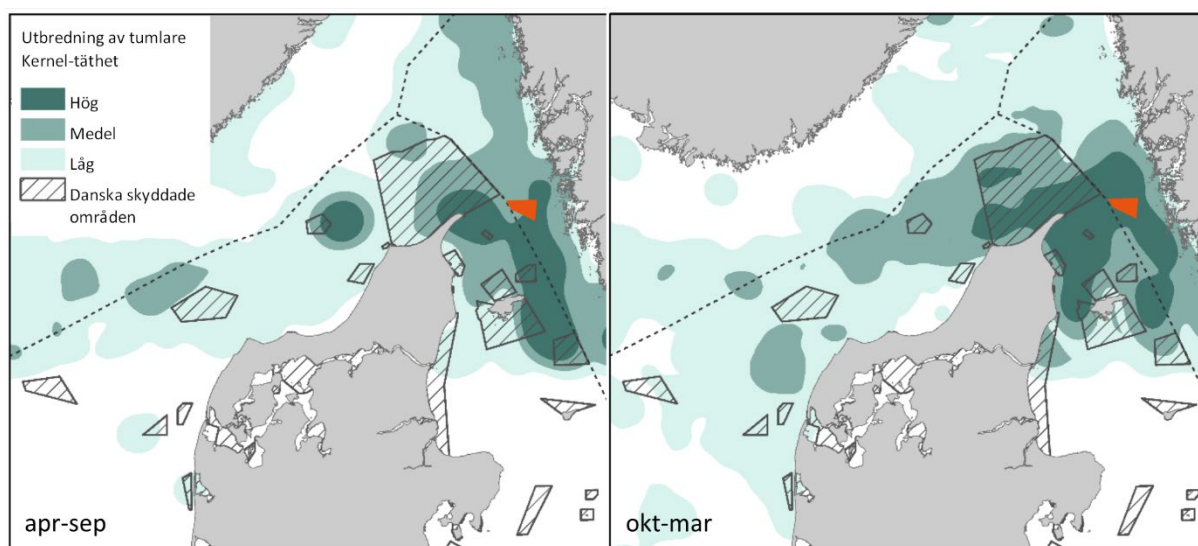 Utbredning av tumlare
Kernel-täthet
Hög
Medel
Låg
Danska skyddade
områden
apr-sep
okt-mar